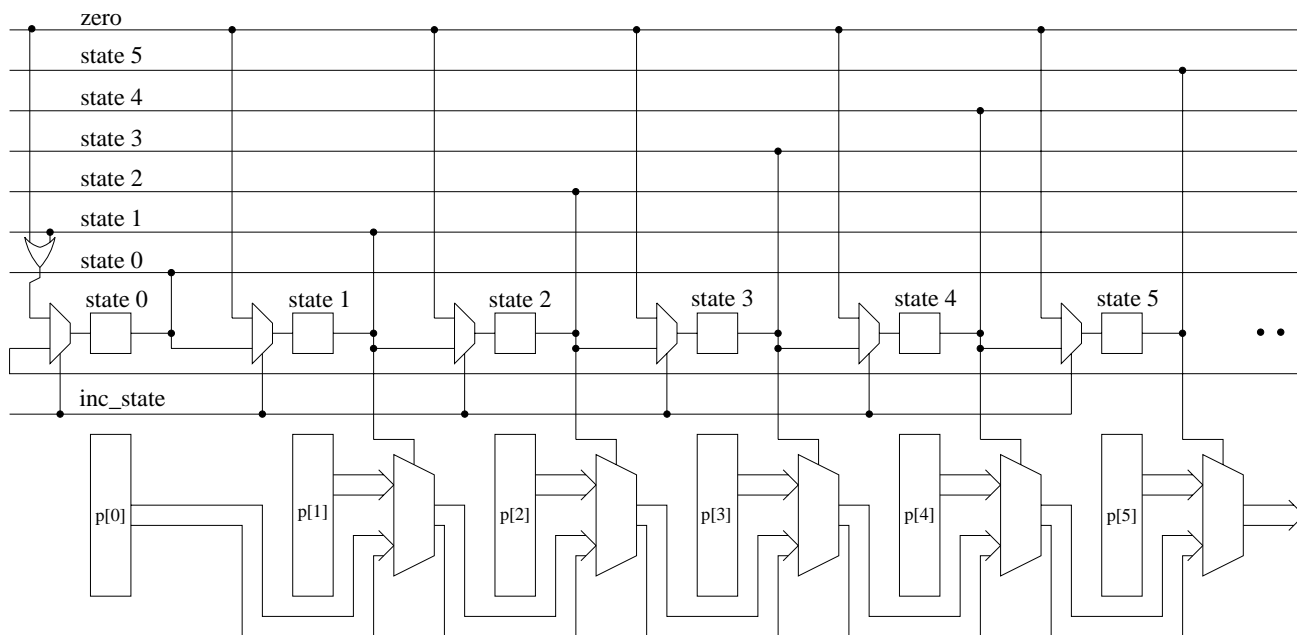 zero
state 5
state 4
state 3
state 2
state 1
state 0
state 0 state 1 state 2 state 3 state 4 state 5
inc_state
p[0] p[1] p[2] p[3] p[4] p[5]